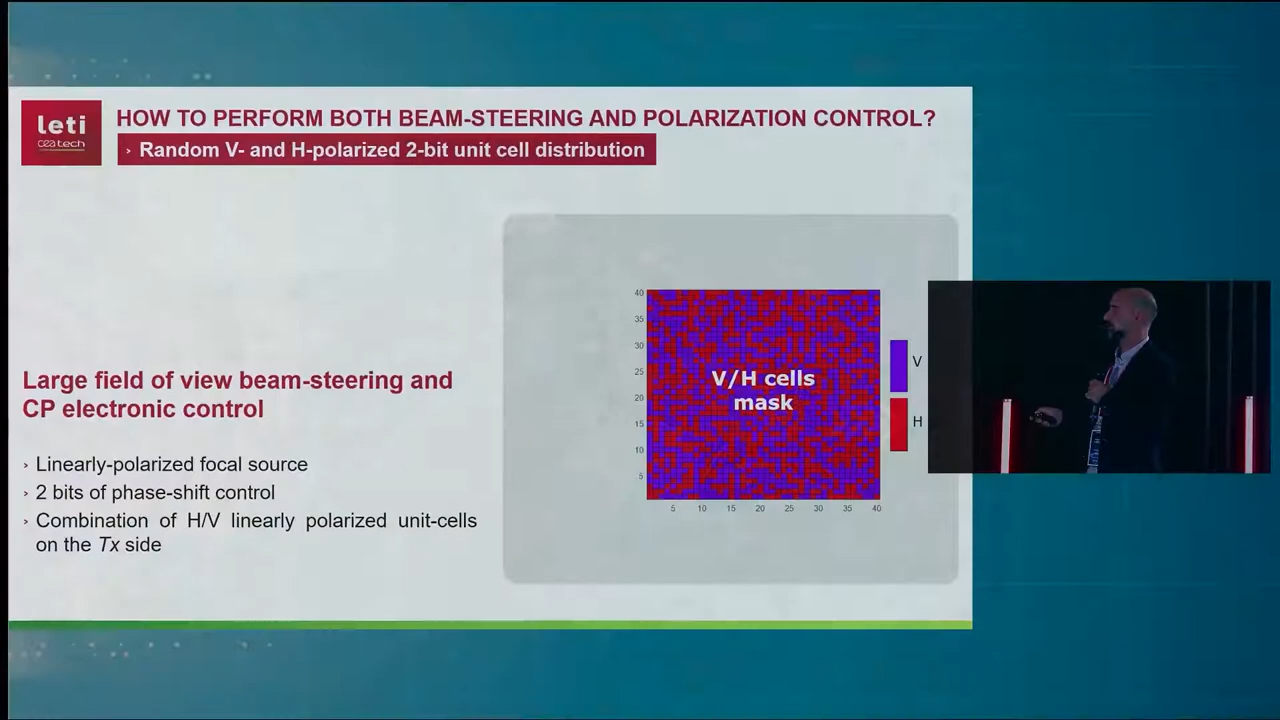 leti
cea tech
HOW TO PERFORM BOTH BEAM-STEERING AND POLARIZATION CONTROL?
› Random V- and H-polarized 2-bit unit cell distribution
Large field of view beam-steering and
CP electronic control
› Linearly-polarized focal source
› 2 bits of phase-shift control
› Combination of H/V linearly polarized unit-cells
on the Tx side
40
35
30
25
20
15
10
5
V/H cells
mask
5 10 15 20 25 30 35 40
V
H